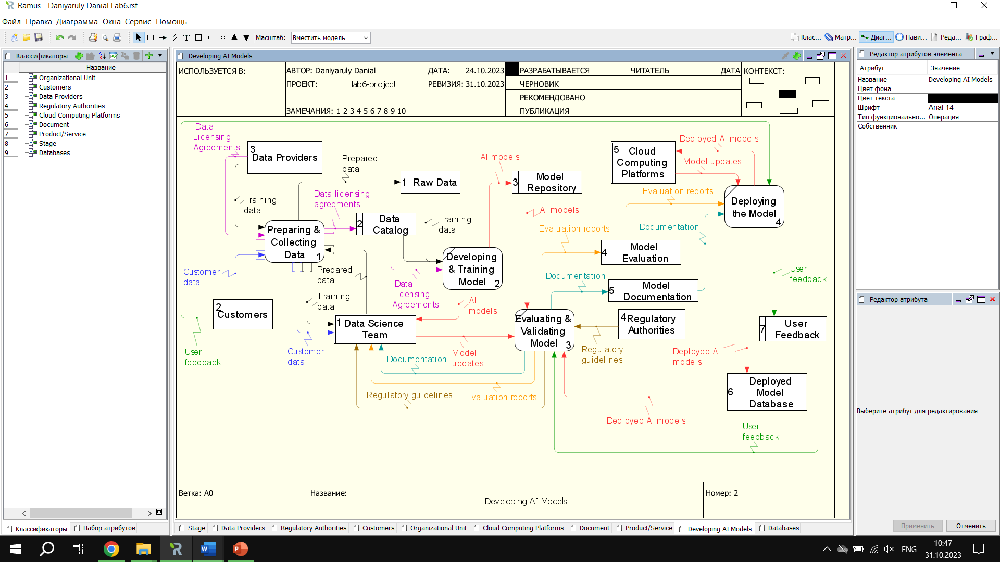 Ramus - Daniyaruly Danial Lab6.rsf
Файл Правка Диаграмма Окна Сервис Помощь
Масштаб: Вместить модель
Клас... Матр... Диаг... Нави... Реда... Граф...
Классификаторы
Название
1 Organizational Unit
2 Customers
3 Data Providers
4 Regulatory Authorities
5 Cloud Computing Platforms
6 Document
7 Product/Service
8 Stage
9 Databases
Классификаторы
Набор атрибутов
Developing AI Models
ИСПОЛЬЗУЕТСЯ В:
АВТОР: Daniyaruly Danial
ДАТА: 24.10.2023
ПРОЕКТ: lab6-project
РЕВИЗИЯ: 31.10.2023
ЗАМЕЧАНИЯ: 1 2 3 4 5 6 7 8 9 10
РАЗРАБАТЫВАЕТСЯ
ЧЕРНОВИК
РЕКОМЕНДОВАНО
ПУБЛИКАЦИЯ
ЧИТАТЕЛЬ
ДАТА
КОНТЕКСТ:
Data
Licensing
Agreements
3
Data Providers
Prepared
data
AI models
5 Cloud
Computing
Platforms
Deployed AI models
Model updates
1 Raw Data
3 Model
Repository
Evaluation reports
Training
data
Data licensing
agreements
Deploying
the Model
4
AI models
2 Data
Catalog
Training
data
Documentation
Evaluation reports
Preparing &
Collecting
Data 1
4 Model
Evaluation
Developing
& Training
Model 2
Customer
data
Prepared
data
User
feedback
Documentation
Data
Licensing
Agreements
5 Model
Documentation
Training
data
AI
models
2
Customers
1 Data Science
Team
Evaluating &
Validating
Model 3
4 Regulatory
Authorities
7 User
Feedback
User
feedback
Customer
data
Documentation
Model
updates
Regulatory
guidelines
Deployed AI
models
Regulatory guidelines
Evaluation reports
6 Deployed
Model
Database
Deployed AI models
User
feedback
Ветка: A0
Название:
Developing AI Models
Номер: 2
Stage
Data Providers
Regulatory Authorities
Customers
Organizational Unit
Cloud Computing Platforms
Document
Product/Service
Developing AI Models
Databases
Редактор атрибутов элемента
Атрибут Значение
Название Developing AI Models
Цвет фона
Цвет текста
Шрифт Arial 14
Тип функционально... Операция
Собственник
Редактор атрибута
Выберите атрибут для редактирования
Применить
Отменить
ENG
10:47
31.10.2023